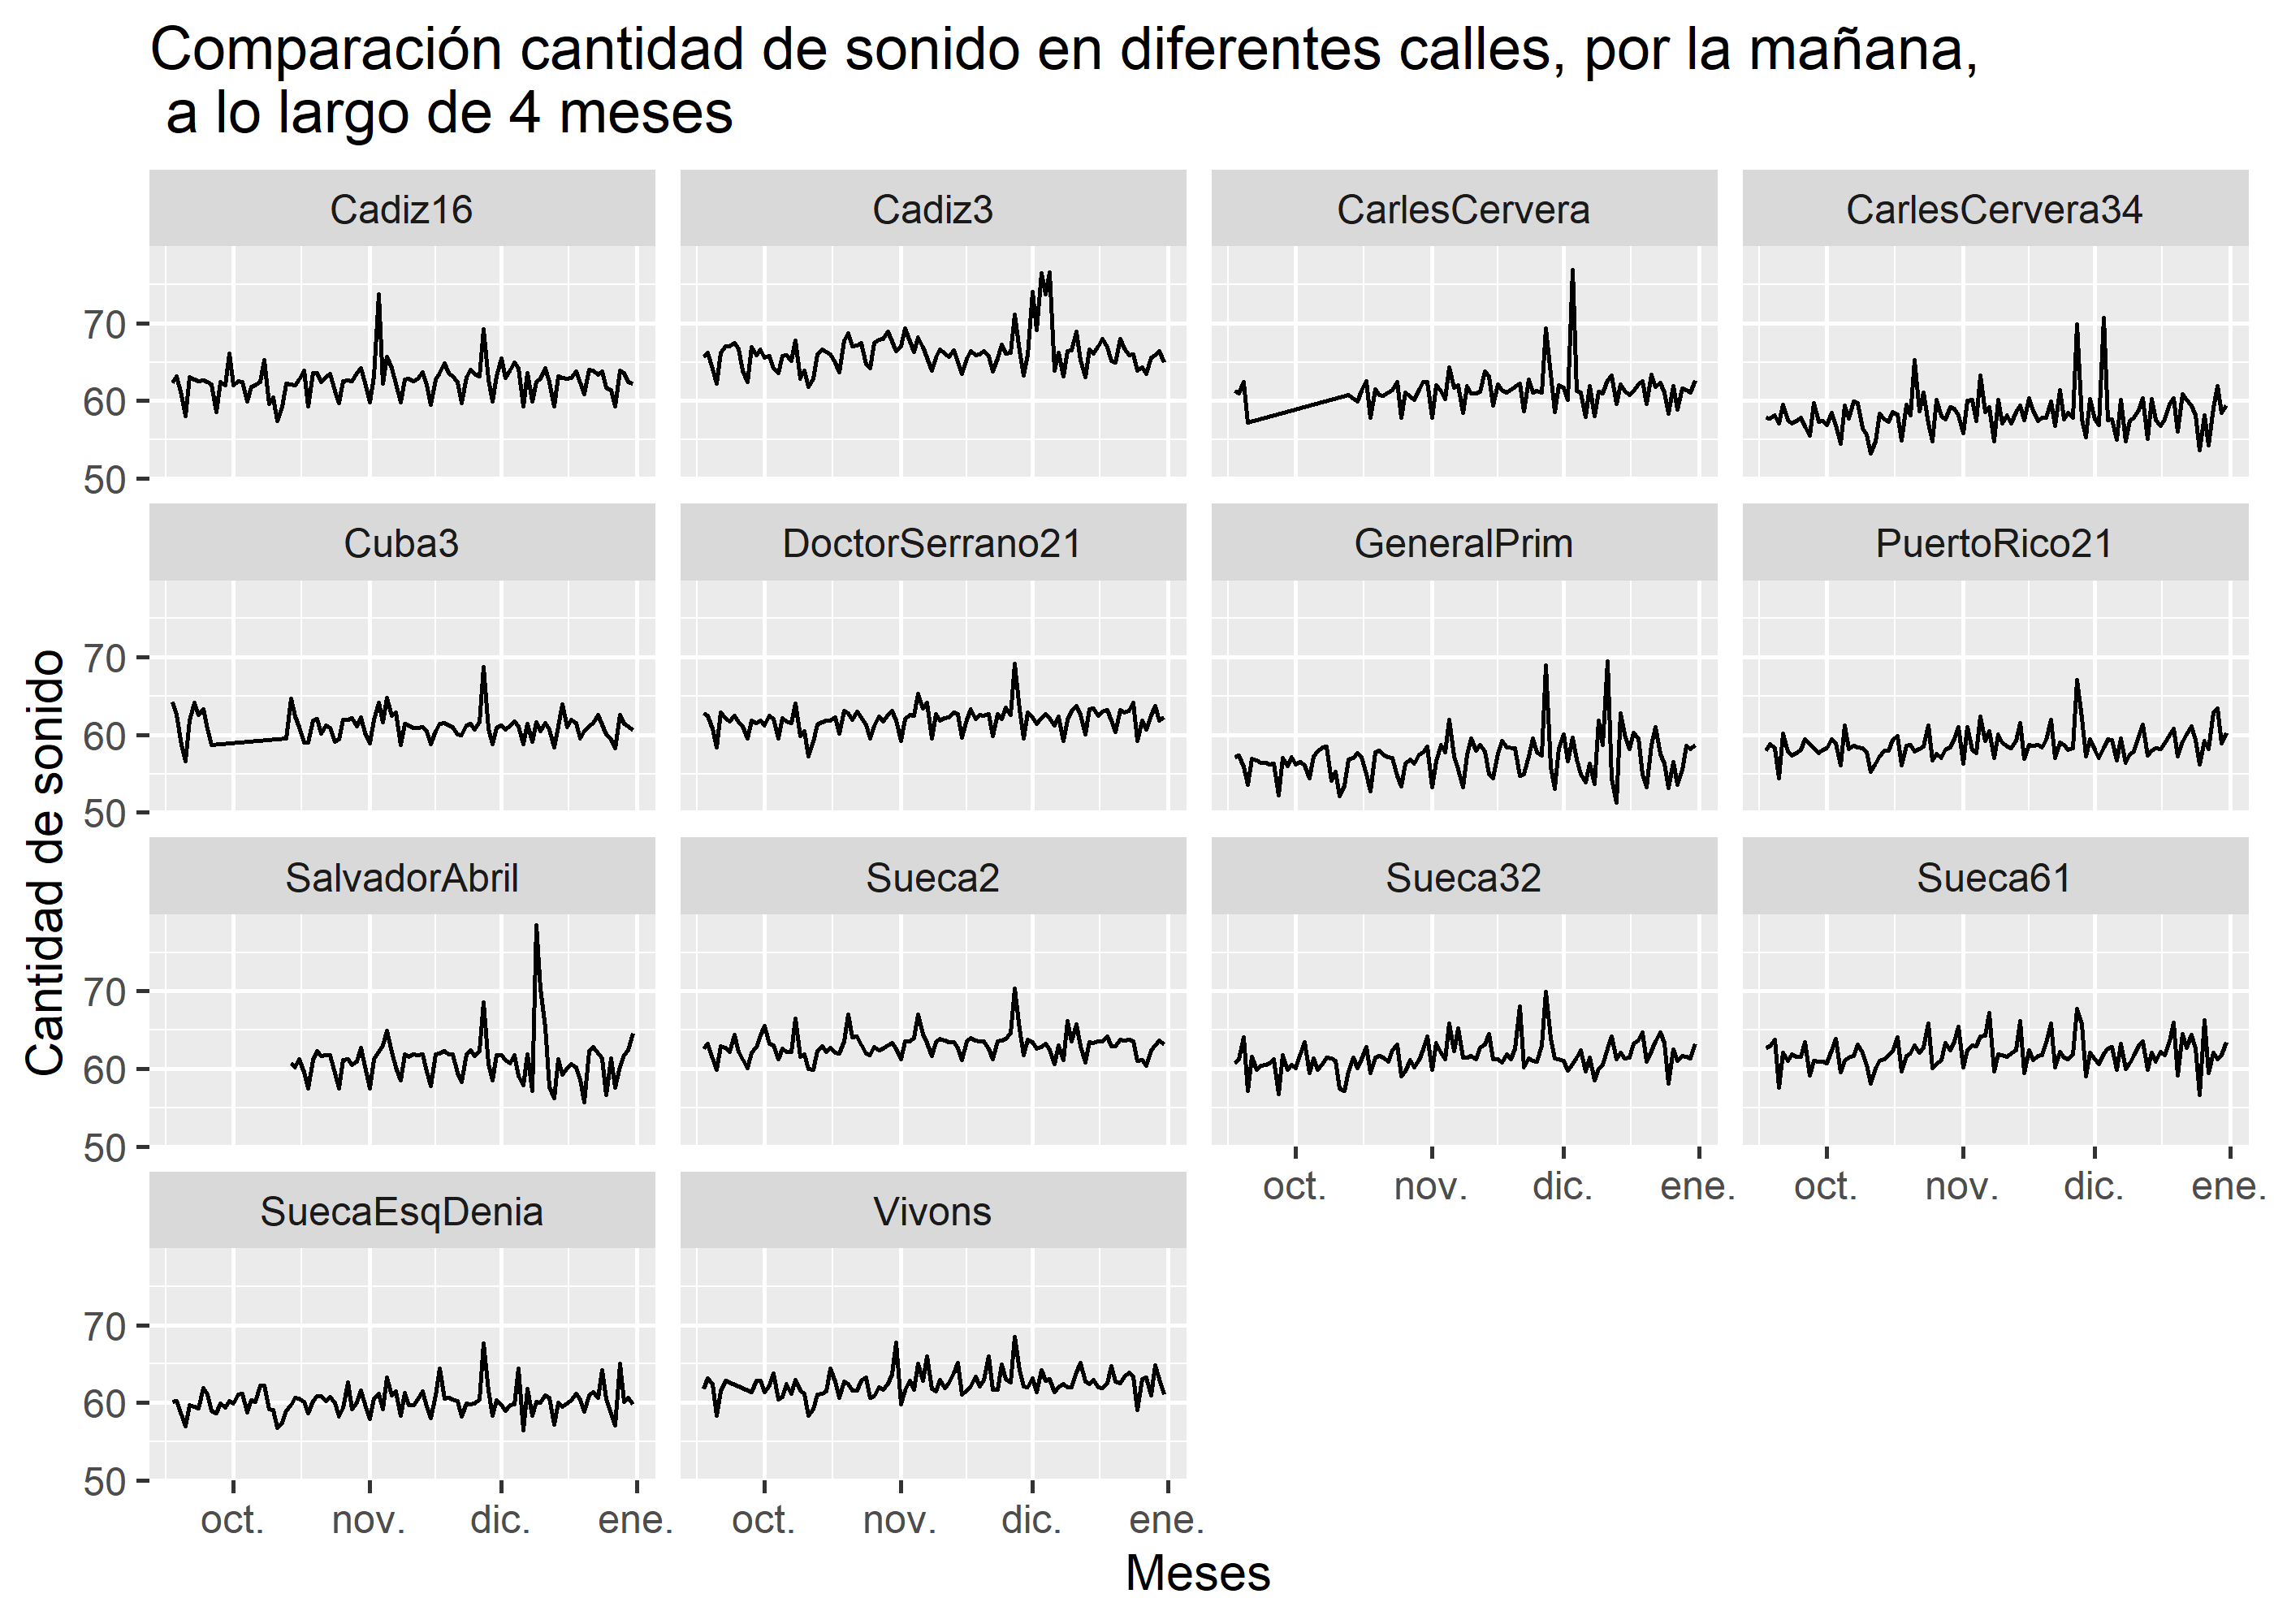 Comparación cantidad de sonido en diferentes calles, por la mañana,
a lo largo de 4 meses
Cadiz16
Cadiz3
CarlesCervera
CarlesCervera34
70
60
50
Cuba3
DoctorSerrano21
GeneralPrim
PuertoRico21
70
60
50
SalvadorAbril
Sueca2
Sueca32
Sueca61
70
60
50
oct.
nov.
dic.
ene.
oct.
nov.
dic.
ene.
SuecaEsqDenia
Vivons
70
60
50
oct.
nov.
dic.
ene.
oct.
nov.
dic.
ene.
Cantidad de sonido
Meses